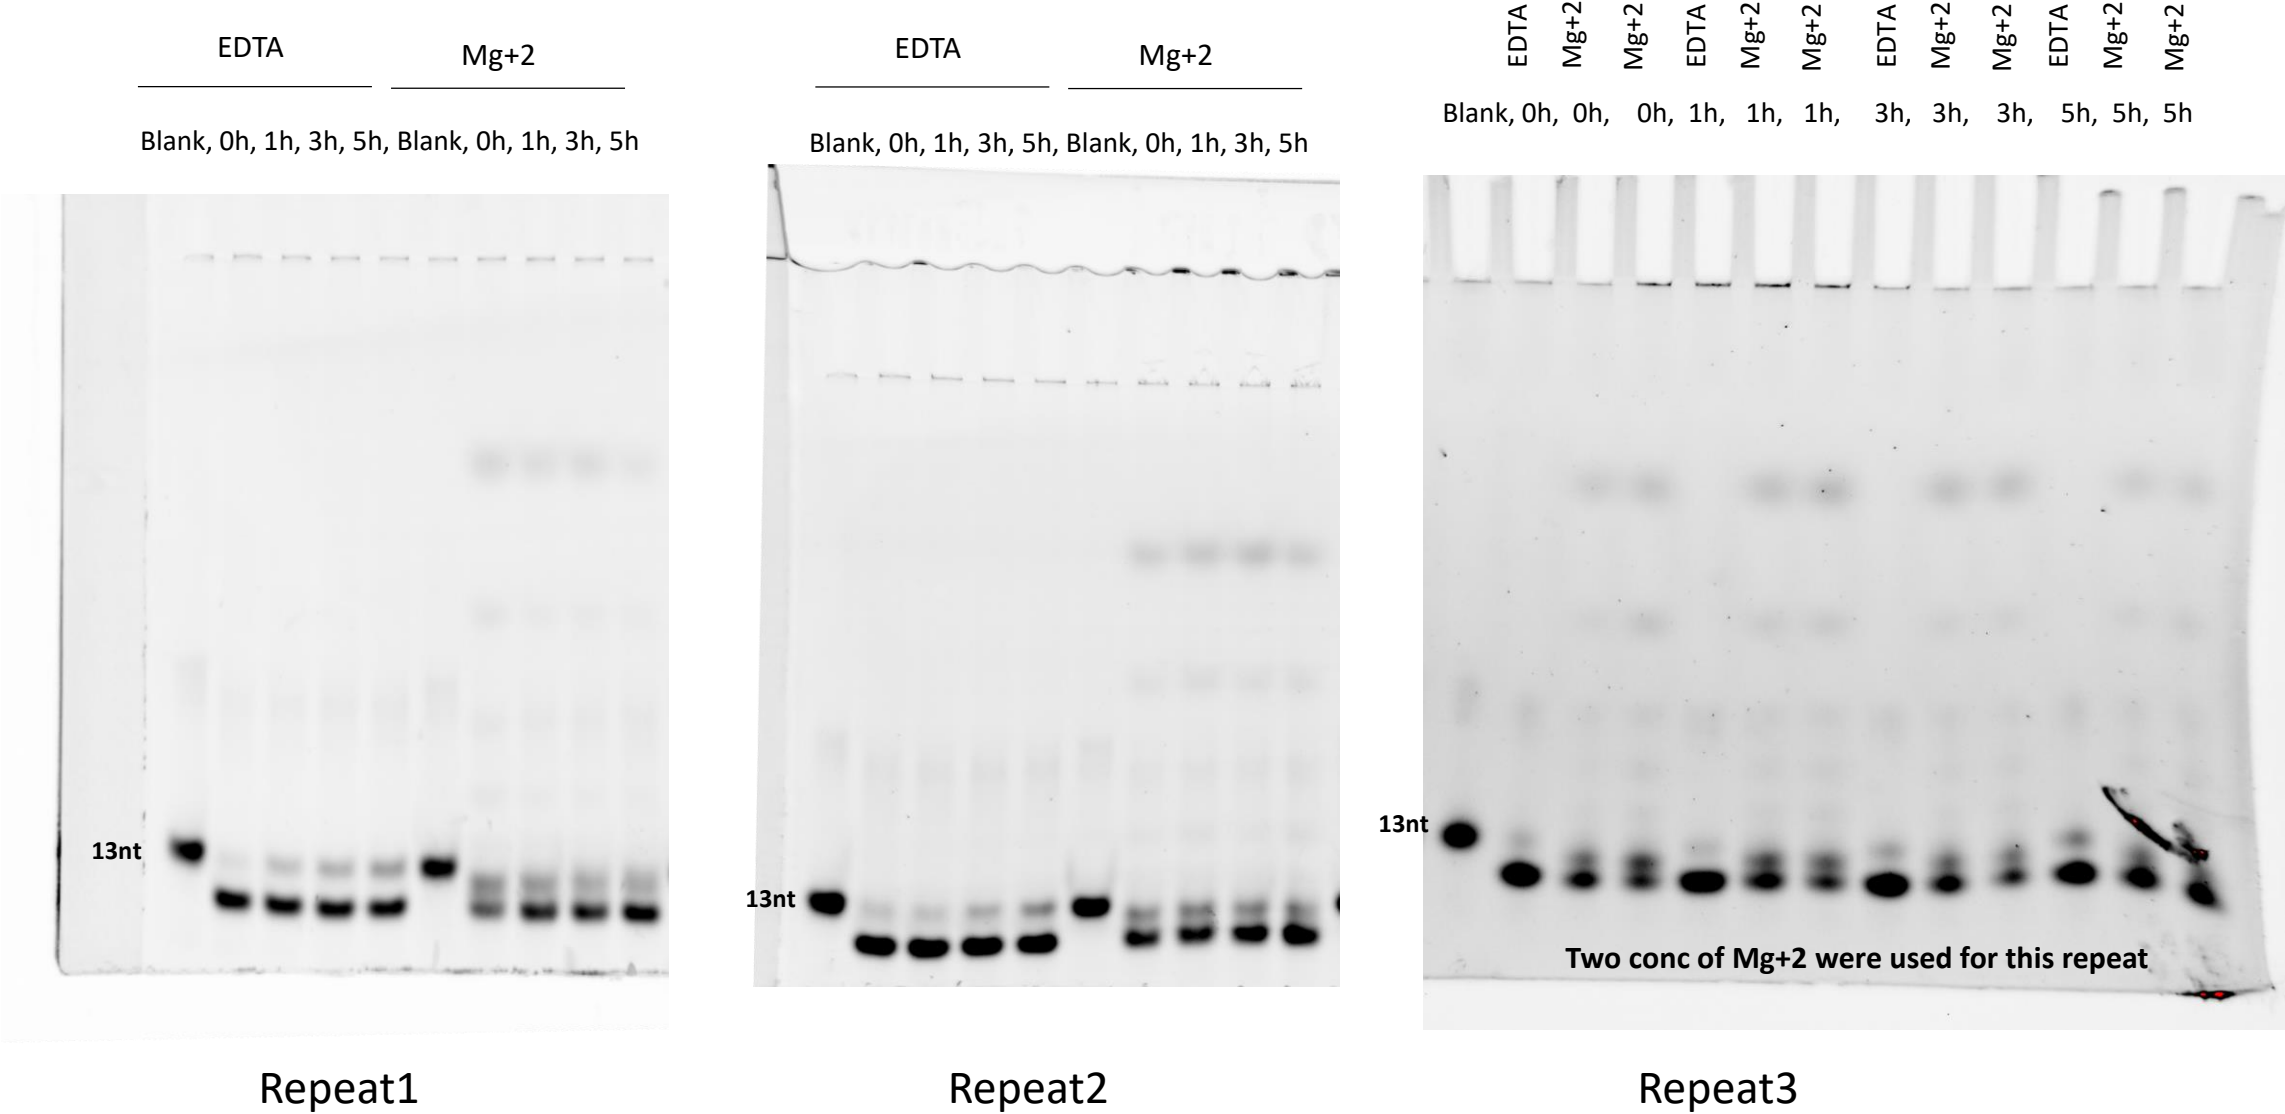 EDTA Mg+2
Blank, 0h, 1h, 3h, 5h, Blank, 0h, 1h, 3h, 5h
13nt
Repeat1
EDTA Mg+2
Blank, 0h, 1h, 3h, 5h, Blank, 0h, 1h, 3h, 5h
13nt
Repeat2
EDTA Mg+2 Mg+2 EDTA Mg+2 Mg+2 EDTA Mg+2 Mg+2 EDTA Mg+2 Mg+2
Blank, 0h, 0h, 0h, 1h, 1h, 1h, 3h, 3h, 3h, 5h, 5h, 5h
13nt
Two conc of Mg+2 were used for this repeat
Repeat3